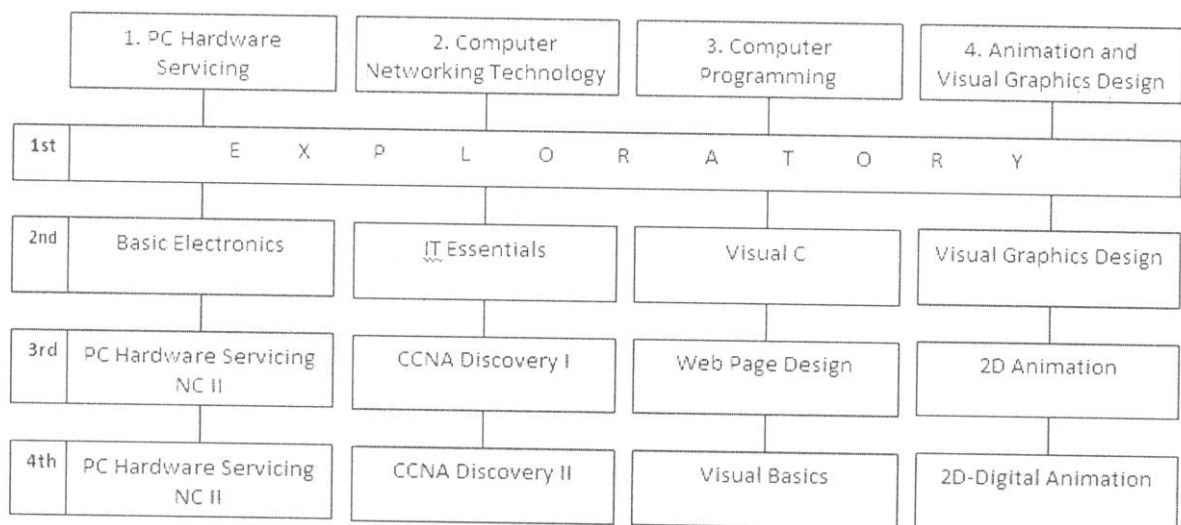 1. PC Hardware
Servicing
2. Computer
Networking Technology
3. Computer
Programming
4. Animation and
Visual Graphics Design
1st
E X P L O R A T O R Y
2nd
Basic Electronics
IT Essentials
Visual C
Visual Graphics Design
3rd
PC Hardware Servicing
NC II
CCNA Discovery I
Web Page Design
2D Animation
4th
PC Hardware Servicing
NC II
CCNA Discovery II
Visual Basics
2D-Digital Animation